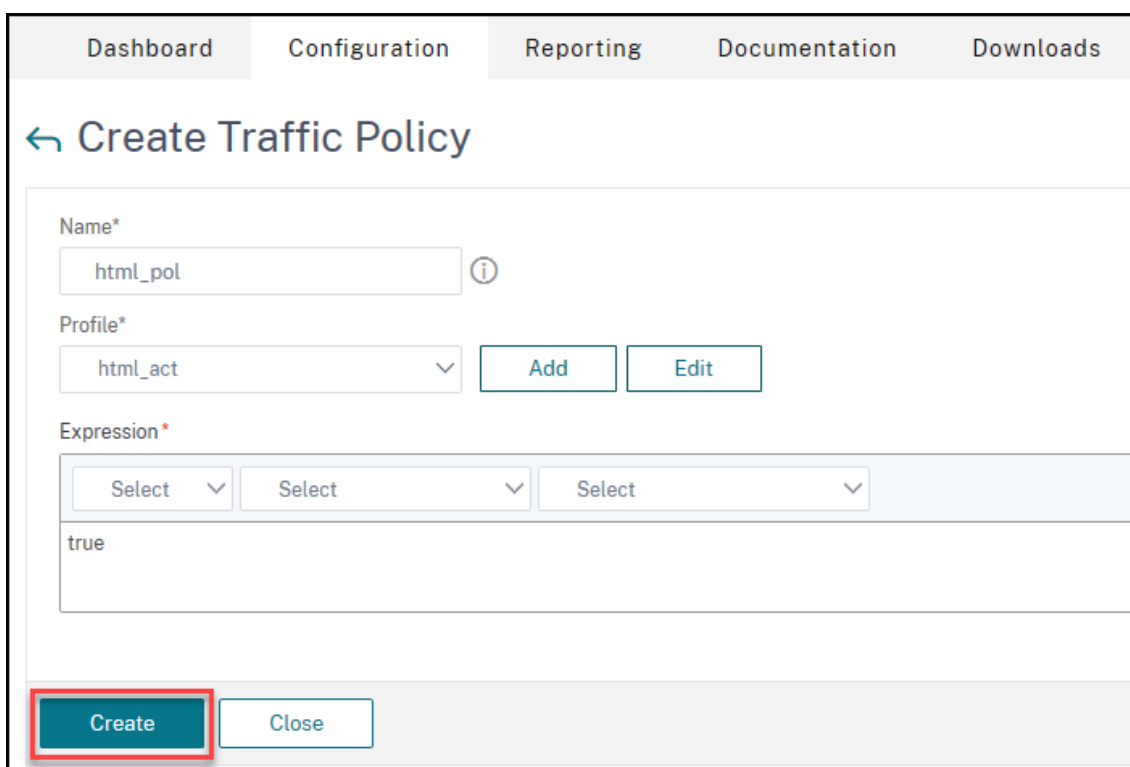 Dashboard Configuration Reporting Documentation Downloads
Create Traffic Policy
Name*
html_pol
Profile*
html_act Add Edit
Expression*
Select Select Select
true
Create Close